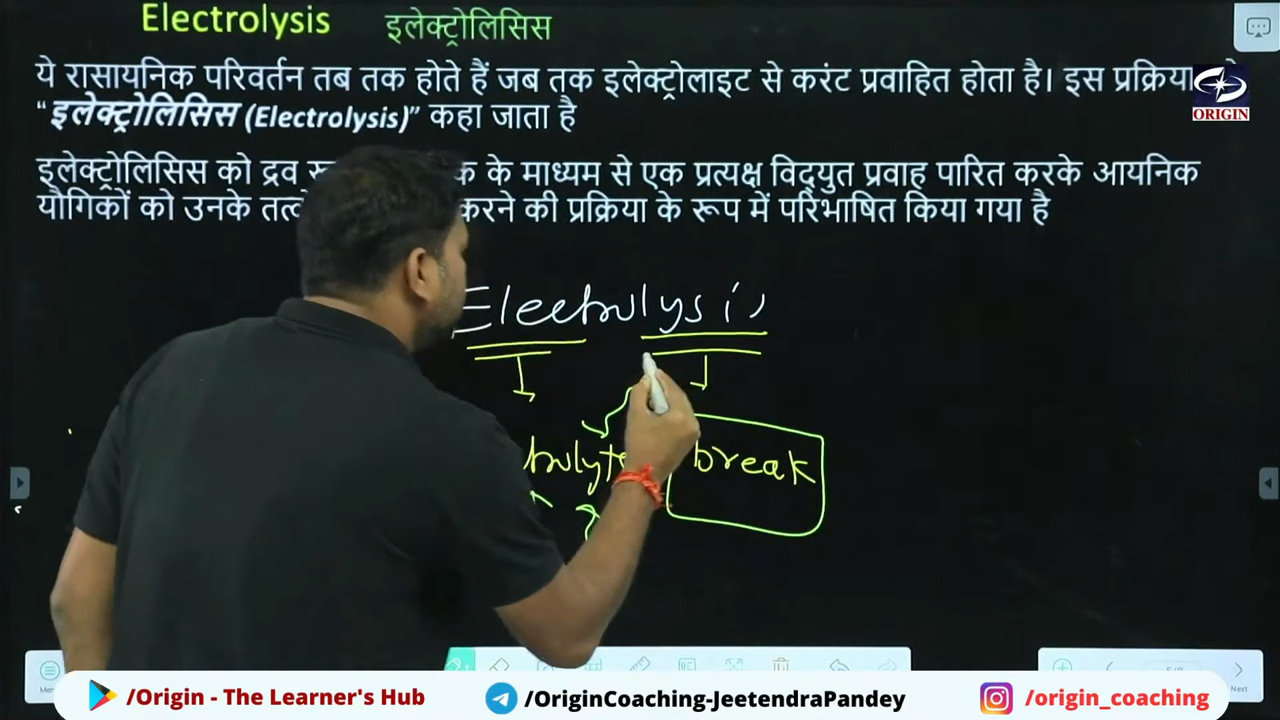 Electrolysis इलेक्ट्रोलिसिस
ये रासायनिक परिवर्तन तब तक होते हैं जब तक इलेक्ट्रोलाइट से करंट प्रवाहित होता है। इस प्रक्रिया
“इलेक्ट्रोलिसिस (Electrolysis)” कहा जाता है
ORIGIN
इलेक्ट्रोलिसिस को द्रव के माध्यम से एक प्रत्यक्ष विद्युत प्रवाह पारित करके आयनिक
योगिकों को उनके करने की प्रक्रिया के रूप में परिभाषित किया गया है
Electrolysis
break
Next
/Origin - The Learner's Hub
/OriginCoaching-JeetendraPandey
/origin_coaching